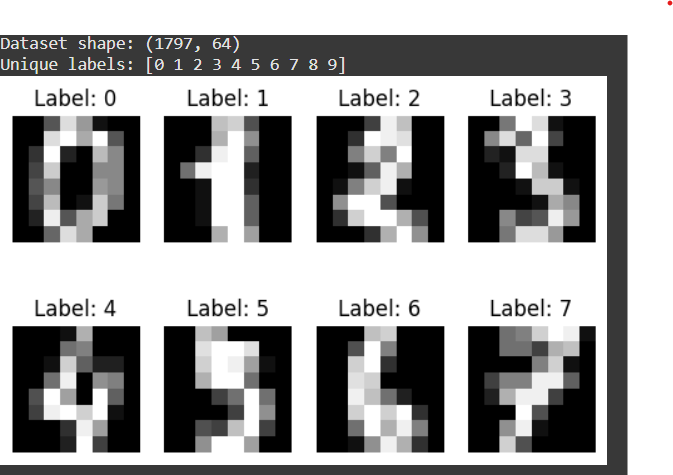 Dataset shape: (1797, 64)
Unique labels: [0 1 2 3 4 5 6 7 8 9]
Label: 0 Label: 1 Label: 2 Label: 3
Label: 4 Label: 5 Label: 6 Label: 7